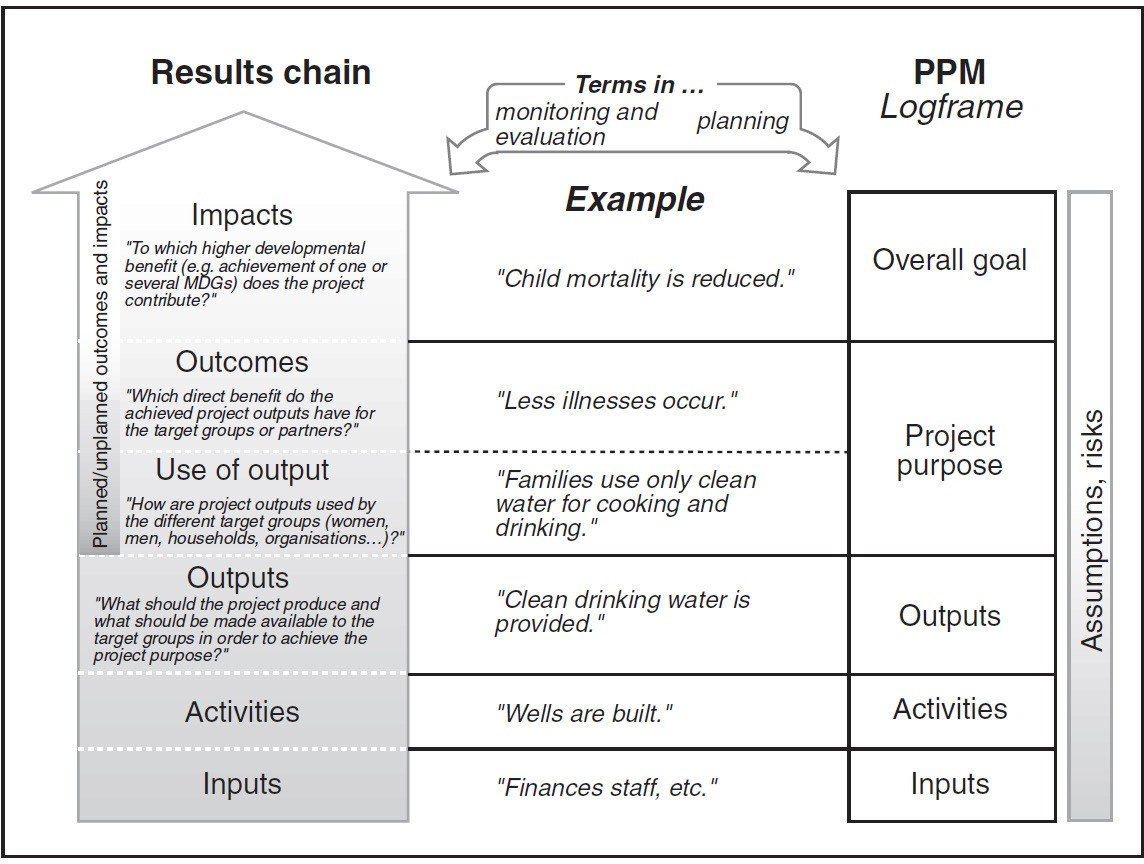 Results chain
Terms in ...
monitoring and
evaluation
planning
PPM
Logframe
Example
Planned/unplanned outcomes and impacts
Impacts
"To which higher developmental
benefit (e.g. achievement of one or
several MDGs) does the project
contribute?"
"Child mortality is reduced."
Overall goal
Outcomes
"Which direct benefit do the
achieved project outputs have for
the target groups or partners?"
"Less illnesses occur."
Project
purpose
Use of output
"How are project outputs used by
the different target groups (women,
men, households, organisations...)?"
"Families use only clean
water for cooking and
drinking."
Outputs
"What should the project produce and
what should be made available to the
target groups in order to achieve the
project purpose?"
"Clean drinking water is
provided."
Outputs
Activities
"Wells are built."
Activities
Inputs
"Finances staff, etc."
Inputs
Assumptions, risks